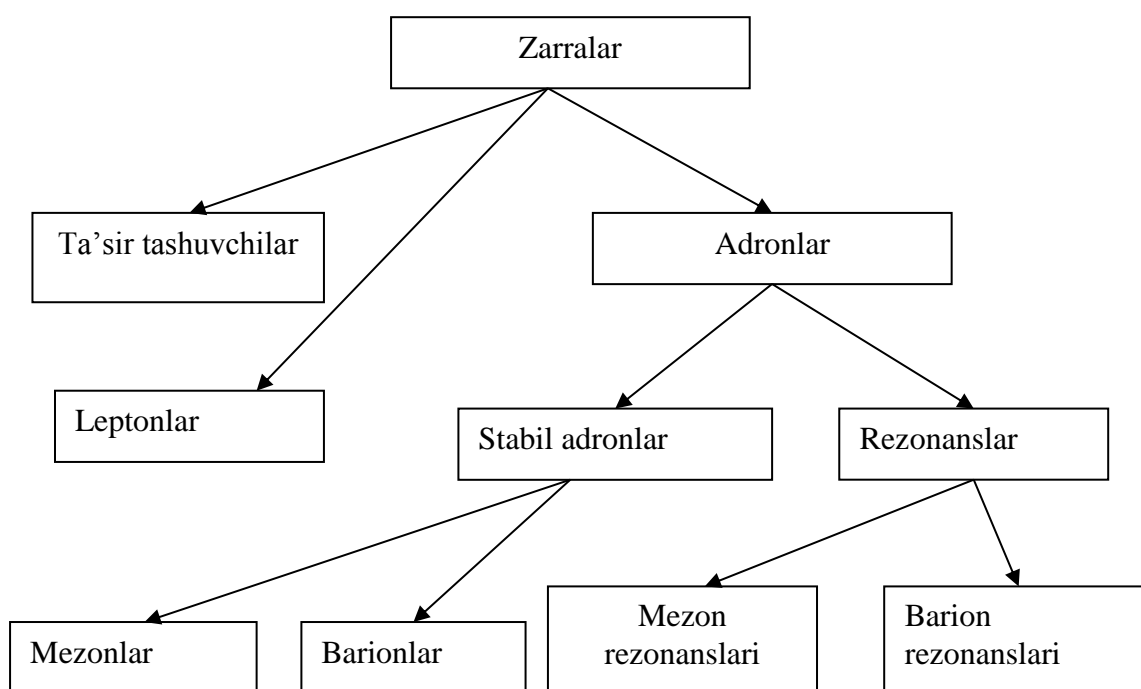 Zarralar
Ta’sir tashuvchilar
Adronlar
Leptonlar
Stabil adronlar
Rezonanslar
Mezonlar
Barionlar
Mezon
rezonanslari
Barion
rezonanslari